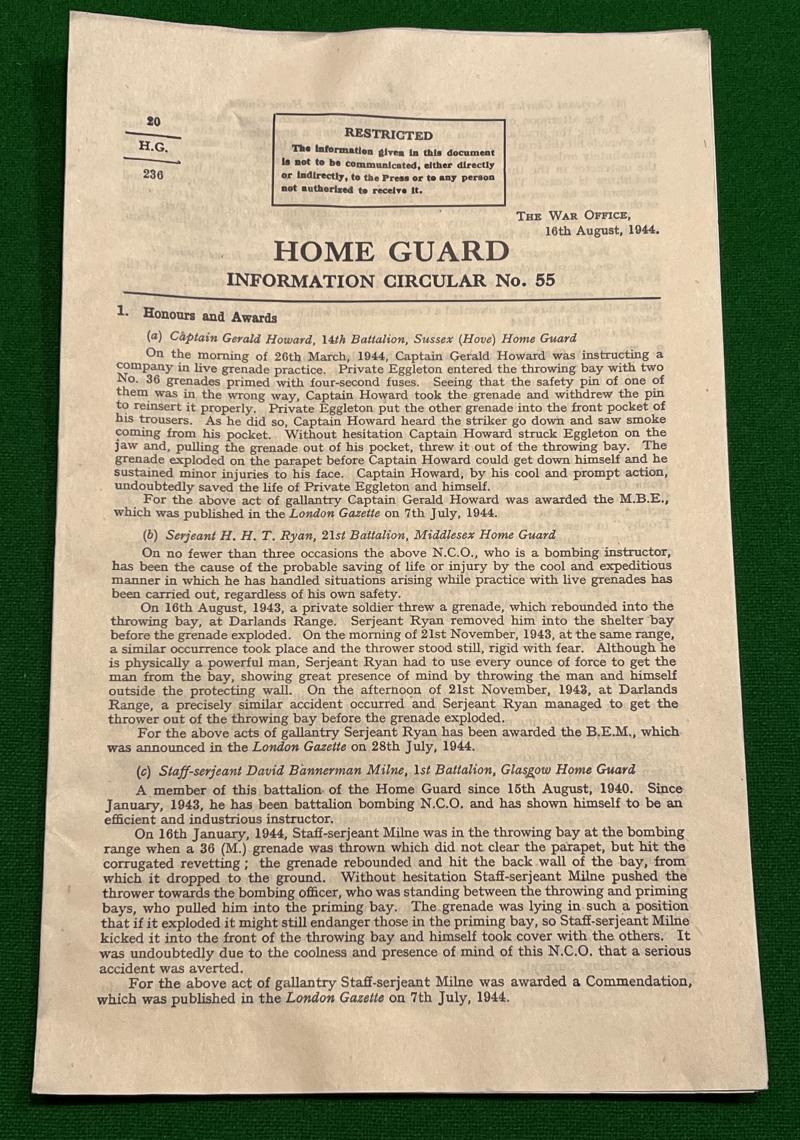 20
H.G.
236
RESTRICTED
The information given in this document
is not to be communicated, either directly
or indirectly, to the Press or to any person
not authorized to receive it.
THE WAR OFFICE,
16th August, 1944.
HOME GUARD
INFORMATION CIRCULAR No. 55
1. Honours and Awards
(a) Captain Gerald Howard, 14th Battalion, Sussex (Hove) Home Guard
On the morning of 26th March, 1944, Captain Gerald Howard was instructing a
company in live grenade practice. Private Eggleton entered the throwing bay with two
No. 36 grenades primed with four-second fuses. Seeing that the safety pin of one of
them was in the wrong way, Captain Howard took the grenade and withdrew the pin
to reinsert it properly. Private Eggleton put the other grenade into the front pocket of
his trousers. As he did so, Captain Howard heard the striker go down and saw smoke
coming from his pocket. Without hesitation Captain Howard struck Eggleton on the
jaw and, pulling the grenade out of his pocket, threw it out of the throwing bay. The
grenade exploded on the parapet before Captain Howard could get down himself and he
sustained minor injuries to his face. Captain Howard, by his cool and prompt action,
undoubtedly saved the life of Private Eggleton and himself.
For the above act of gallantry Captain Gerald Howard was awarded the M.B.E.,
which was published in the London Gazette on 7th July, 1944.
(b) Serjeant H. H. T. Ryan, 21st Battalion, Middlesex Home Guard
On no fewer than three occasions the above N.C.O., who is a bombing instructor,
has been the cause of the probable saving of life or injury by the cool and expeditious
manner in which he has handled situations arising while practice with live grenades has
been carried out, regardless of his own safety.
On 16th August, 1943, a private soldier threw a grenade, which rebounded into the
throwing bay, at Darlands Range. Serjeant Ryan removed him into the shelter bay
before the grenade exploded. On the morning of 21st November, 1943, at the same range,
a similar occurrence took place and the thrower stood still, rigid with fear. Although he
is physically a powerful man, Serjeant Ryan had to use every ounce of force to get the
man from the bay, showing great presence of mind by throwing the man and himself
outside the protecting wall. On the afternoon of 21st November, 1943, at Darlands
Range, a precisely similar accident occurred and Serjeant Ryan managed to get the
thrower out of the throwing bay before the grenade exploded.
For the above acts of gallantry Serjeant Ryan has been awarded the B.E.M., which
was announced in the London Gazette on 28th July, 1944.
(c) Staff-serjeant David Bannerman Milne, 1st Battalion, Glasgow Home Guard
A member of this battalion of the Home Guard since 15th August, 1940. Since
January, 1943, he has been battalion bombing N.C.O. and has shown himself to be an
efficient and industrious instructor.
On 16th January, 1944, Staff-serjeant Milne was in the throwing bay at the bombing
range when a 36 (M.) grenade was thrown which did not clear the parapet, but hit the
corrugated revetting ; the grenade rebounded and hit the back wall of the bay, from
which it dropped to the ground. Without hesitation Staff-serjeant Milne pushed the
thrower towards the bombing officer, who was standing between the throwing and priming
bays, who pulled him into the priming bay. The grenade was lying in such a position
that if it exploded it might still endanger those in the priming bay, so Staff-serjeant Milne
kicked it into the front of the throwing bay and himself took cover with the others. It
was undoubtedly due to the coolness and presence of mind of this N.C.O. that a serious
accident was averted.
For the above act of gallantry Staff-serjeant Milne was awarded a Commendation,
which was published in the London Gazette on 7th July, 1944.